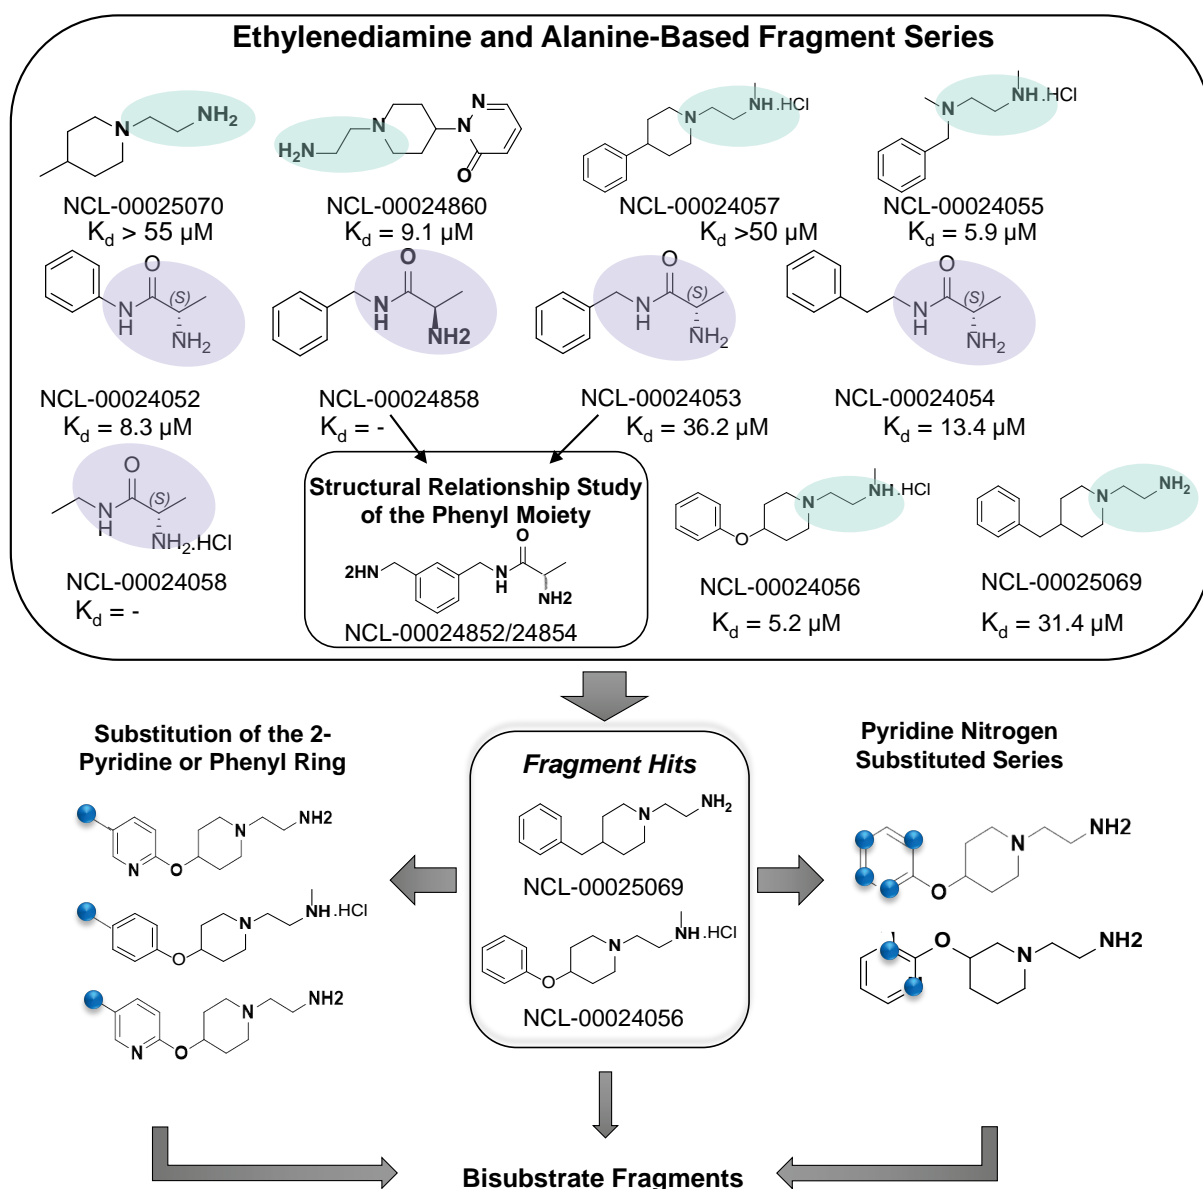 Ethylenediamine and Alanine-Based Fragment Series
N NH2
NCL-00025070
Kd > 55 µM
H2N N N N O
NCL-00024860
Kd = 9.1 µM
N NH .HCl
NCL-00024057
Kd >50 µM
N NH .HCl
NCL-00024055
Kd = 5.9 µM
O N H (S) NH2
NCL-00024052
Kd = 8.3 µM
O N H NH2
NCL-00024858
Kd = -
O N H (S) NH2
NCL-00024053
Kd = 36.2 µM
O N H (S) NH2
NCL-00024054
Kd = 13.4 µM
O N H (S) NH2.HCl
NCL-00024058
Kd = -
Structural Relationship Study
of the Phenyl Moiety
2HN O N H NH2
NCL-00024852/24854
O N NH .HCl
NCL-00024056
Kd = 5.2 µM
N NH2
NCL-00025069
Kd = 31.4 µM
Substitution of the 2-
Pyridine or Phenyl Ring
N O N NH2
O N NH .HCl
N O N NH2
Fragment Hits
N NH2
NCL-00025069
O N NH .HCl
NCL-00024056
Pyridine Nitrogen
Substituted Series
O N NH2
O N NH2
Bisubstrate Fragments